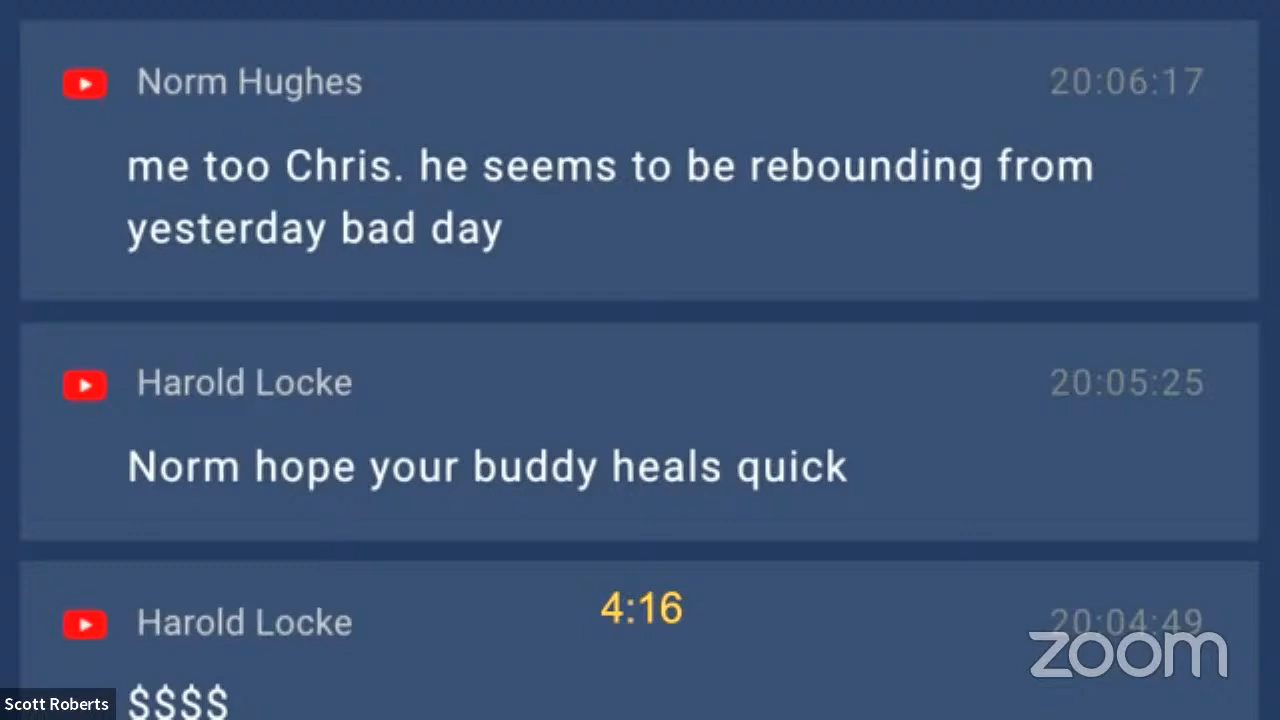 Norm Hughes 20:06:17
me too Chris. he seems to be rebounding from
yesterday bad day
Harold Locke 20:05:25
Norm hope your buddy heals quick
4:16
Harold Locke 20:04:49
zoom
$$$$
Scott Roberts